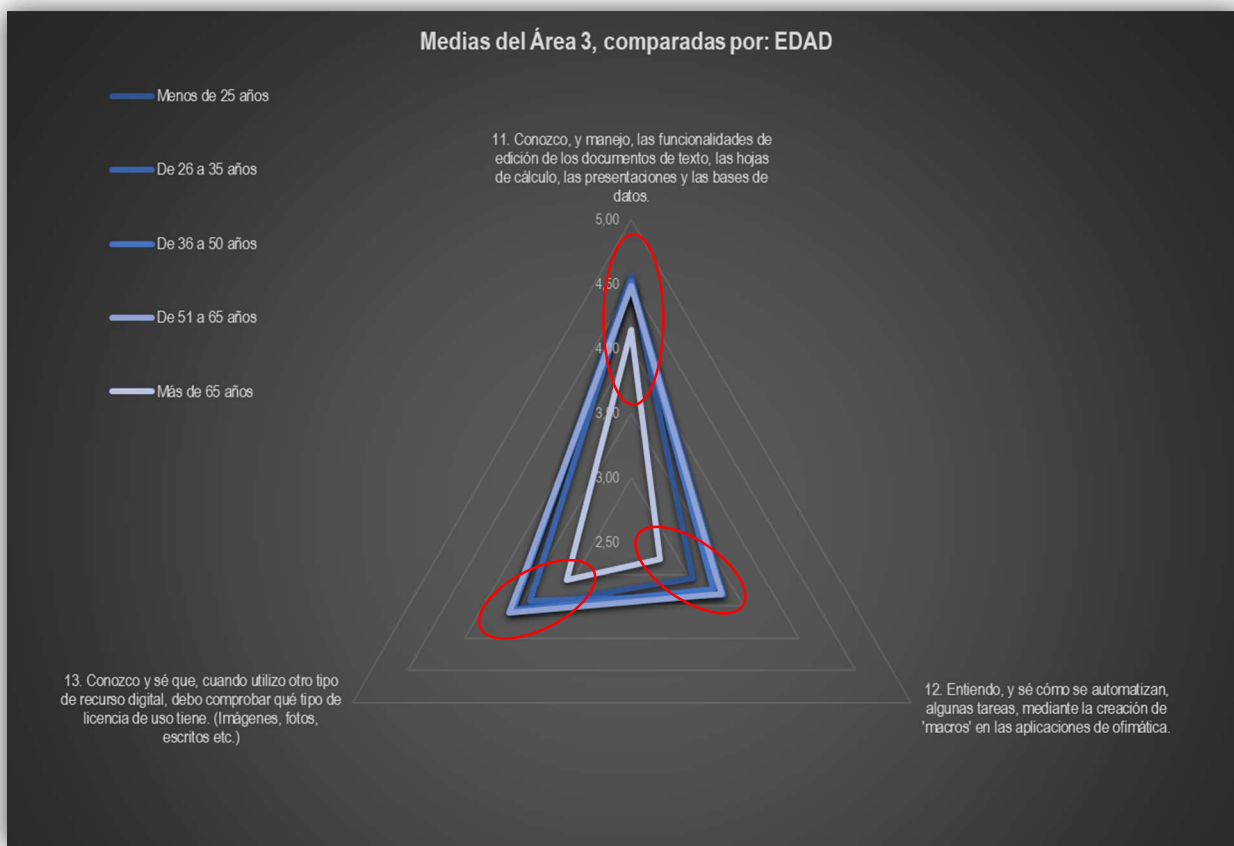 Medias del Área 3, comparadas por: EDAD
Menos de 25 años
De 26 a 35 años
De 36 a 50 años
De 51 a 65 años
Más de 65 años
11. Conozco, y manejo, las funcionalidades de
edición de los documentos de texto, las hojas
de cálculo, las presentaciones y las bases de
datos.
5,00
4,50
4,00
3,50
3,00
2,50
13. Conozco y sé que, cuando utilizo otro tipo
de recurso digital, debo comprobar qué tipo de
licencia de uso tiene. (Imágenes, fotos,
escritos etc.)
12. Entiendo, y sé cómo se automatizan,
algunas tareas, mediante la creación de
'macros' en las aplicaciones de ofimática.